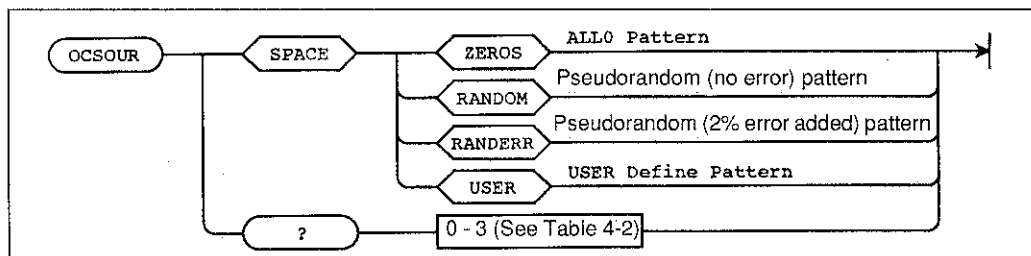 OCSOUR SPACE ZEROS ALL0 Pattern
RANDOM Pseudorandom (no error) pattern
RANDERR Pseudorandom (2% error added) pattern
USER USER Define Pattern
? 0 - 3 (See Table 4-2)